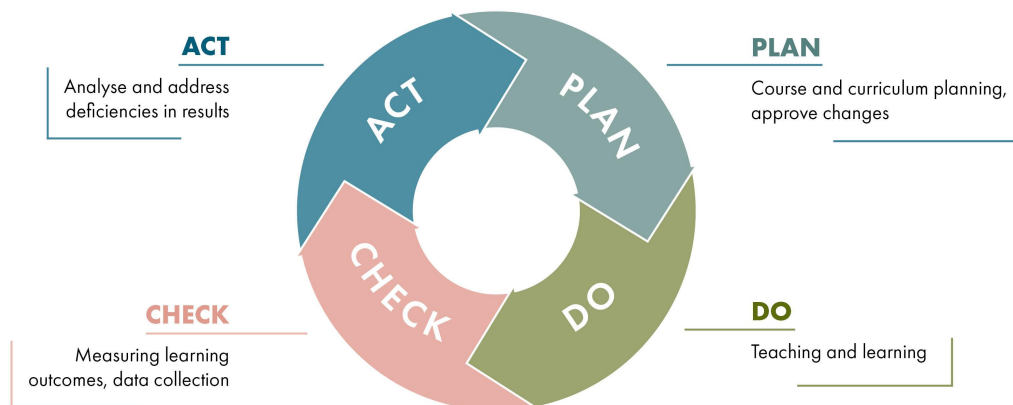 ACT
Analyse and address
deficiencies in results
PLAN
Course and curriculum planning,
approve changes
ACT
PLAN
CHECK
DO
CHECK
Measuring learning
outcomes, data collection
DO
Teaching and learning